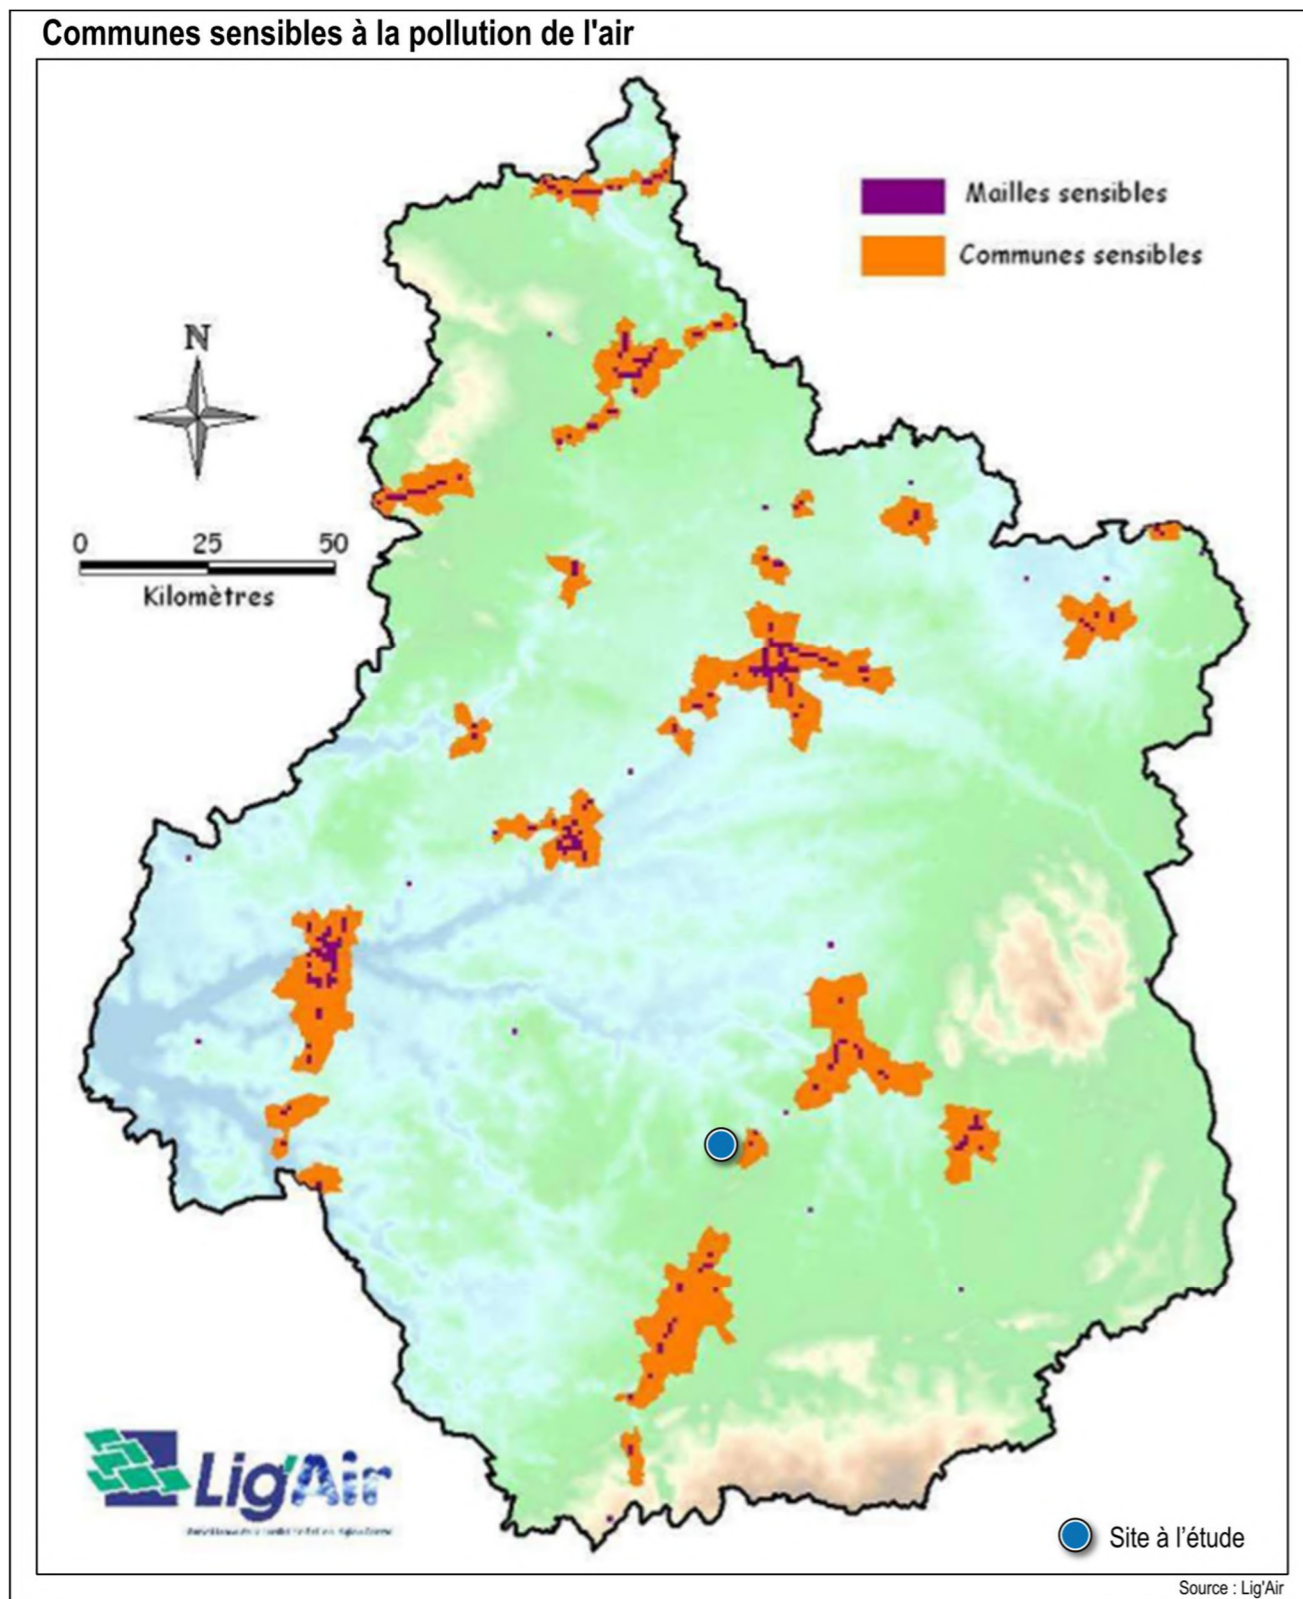 Communes sensibles à la pollution de l'air
Mailles sensibles
Communes sensibles
N
0 25 50
Kilomètres
Lig'Air
Site à l'étude
Source : Lig'Air